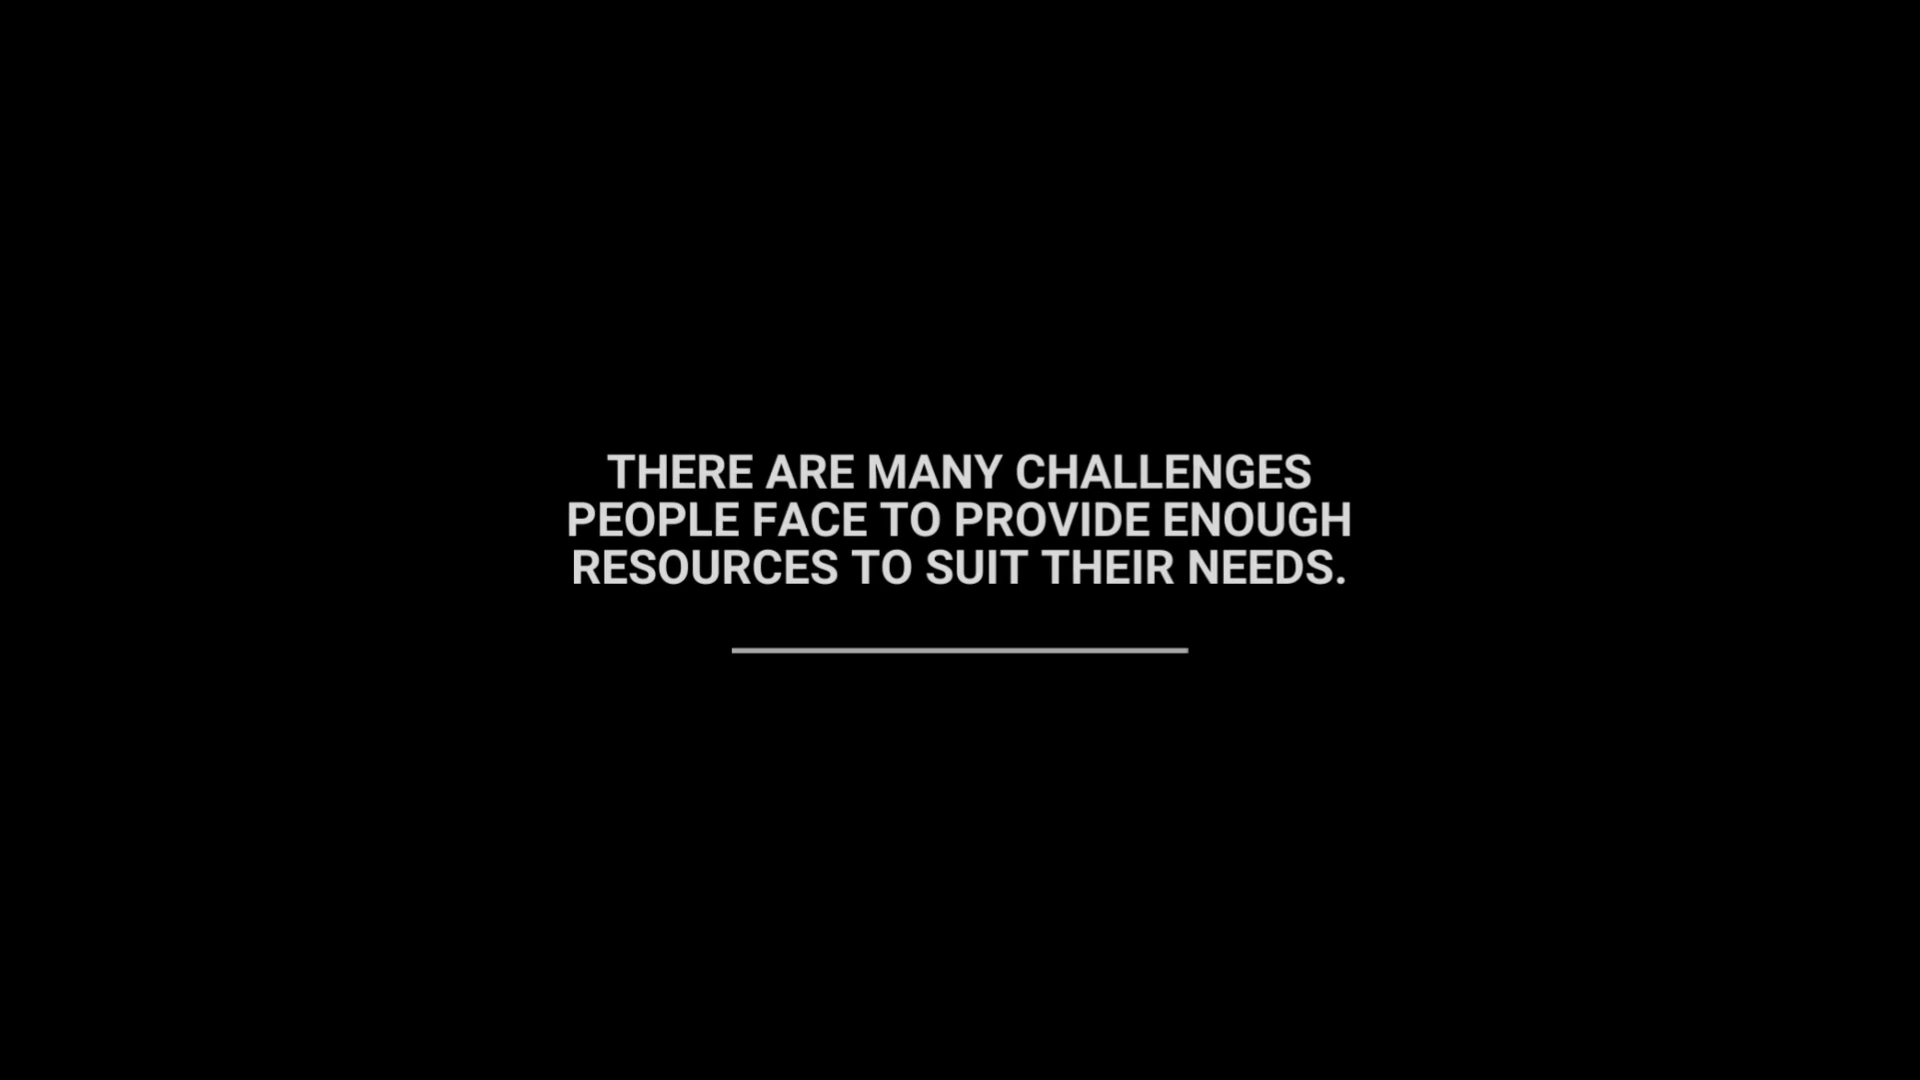 THERE ARE MANY CHALLENGES
PEOPLE FACE TO PROVIDE ENOUGH
RESOURCES TO SUIT THEIR NEEDS.